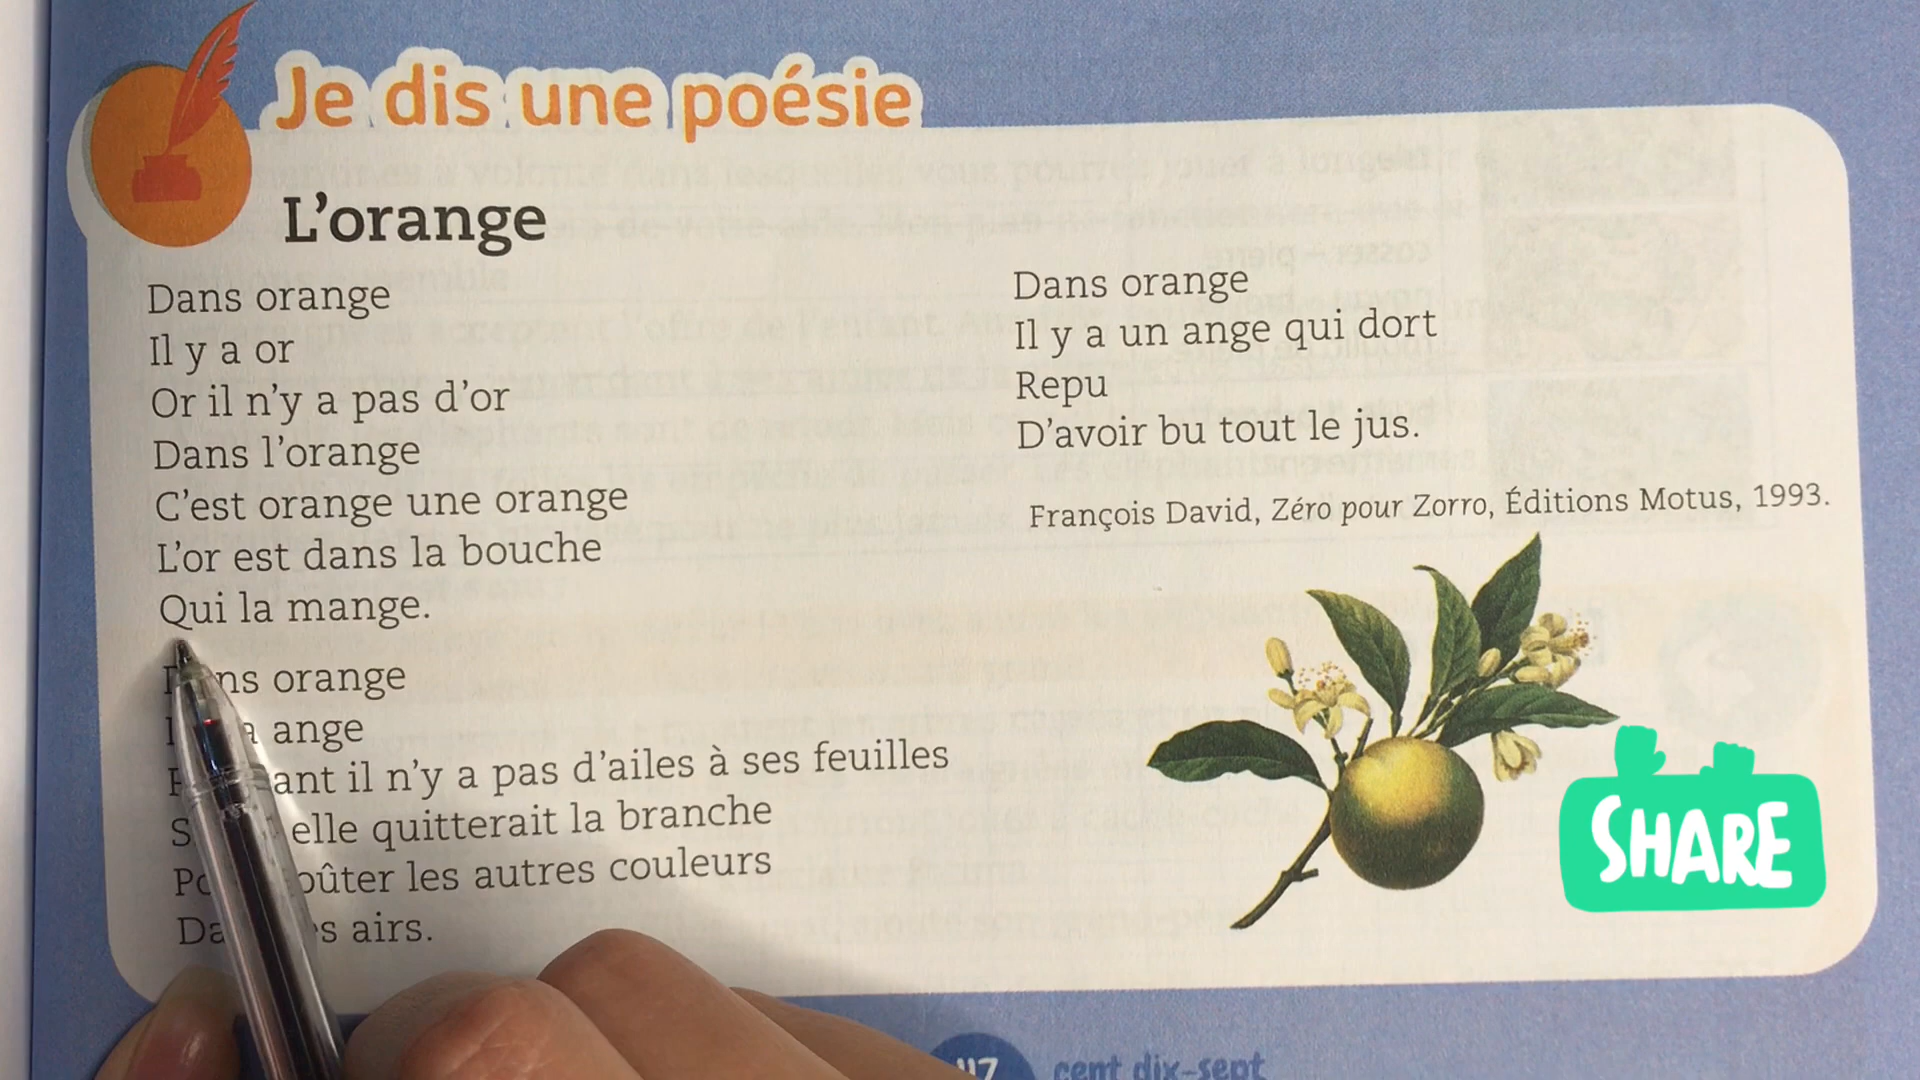 Je dis une poésie
L'orange
Dans orange
Il y a or
Or il n'y a pas d'or
Dans l'orange
C'est orange une orange
L'or est dans la bouche
Qui la mange.
orange
ange
il n'y a pas d'ailes à ses feuilles
elle quitterait la branche
les autres couleurs
airs.
Dans orange
Il y a un ange qui dort
Repu
D'avoir bu tout le jus.
François David, Zéro pour Zorro, Éditions Motus, 1993.
SHARE
cent dix-sept